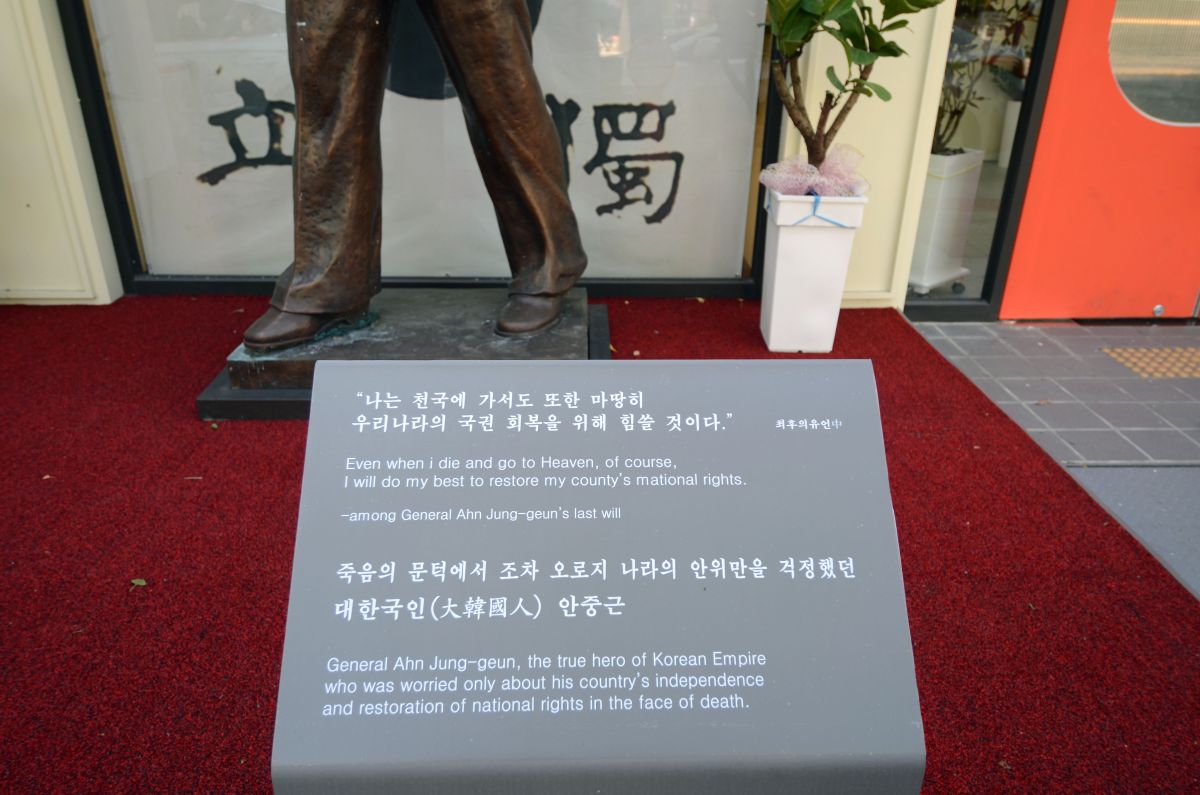 立 獨
“나는 천국에 가서도 또한 마땅히
우리나라의 국권 회복을 위해 힘쓸 것이다.” 최후의유언中
Even when i die and go to Heaven, of course,
I will do my best to restore my county's mational rights.
-among General Ahn Jung-geun's last will
죽음의 문턱에서 조차 오로지 나라의 안위만을 걱정했던
대한국인(大韓國人) 안중근
General Ahn Jung-geun, the true hero of Korean Empire
who was worried only about his country's independence
and restoration of national rights in the face of death.